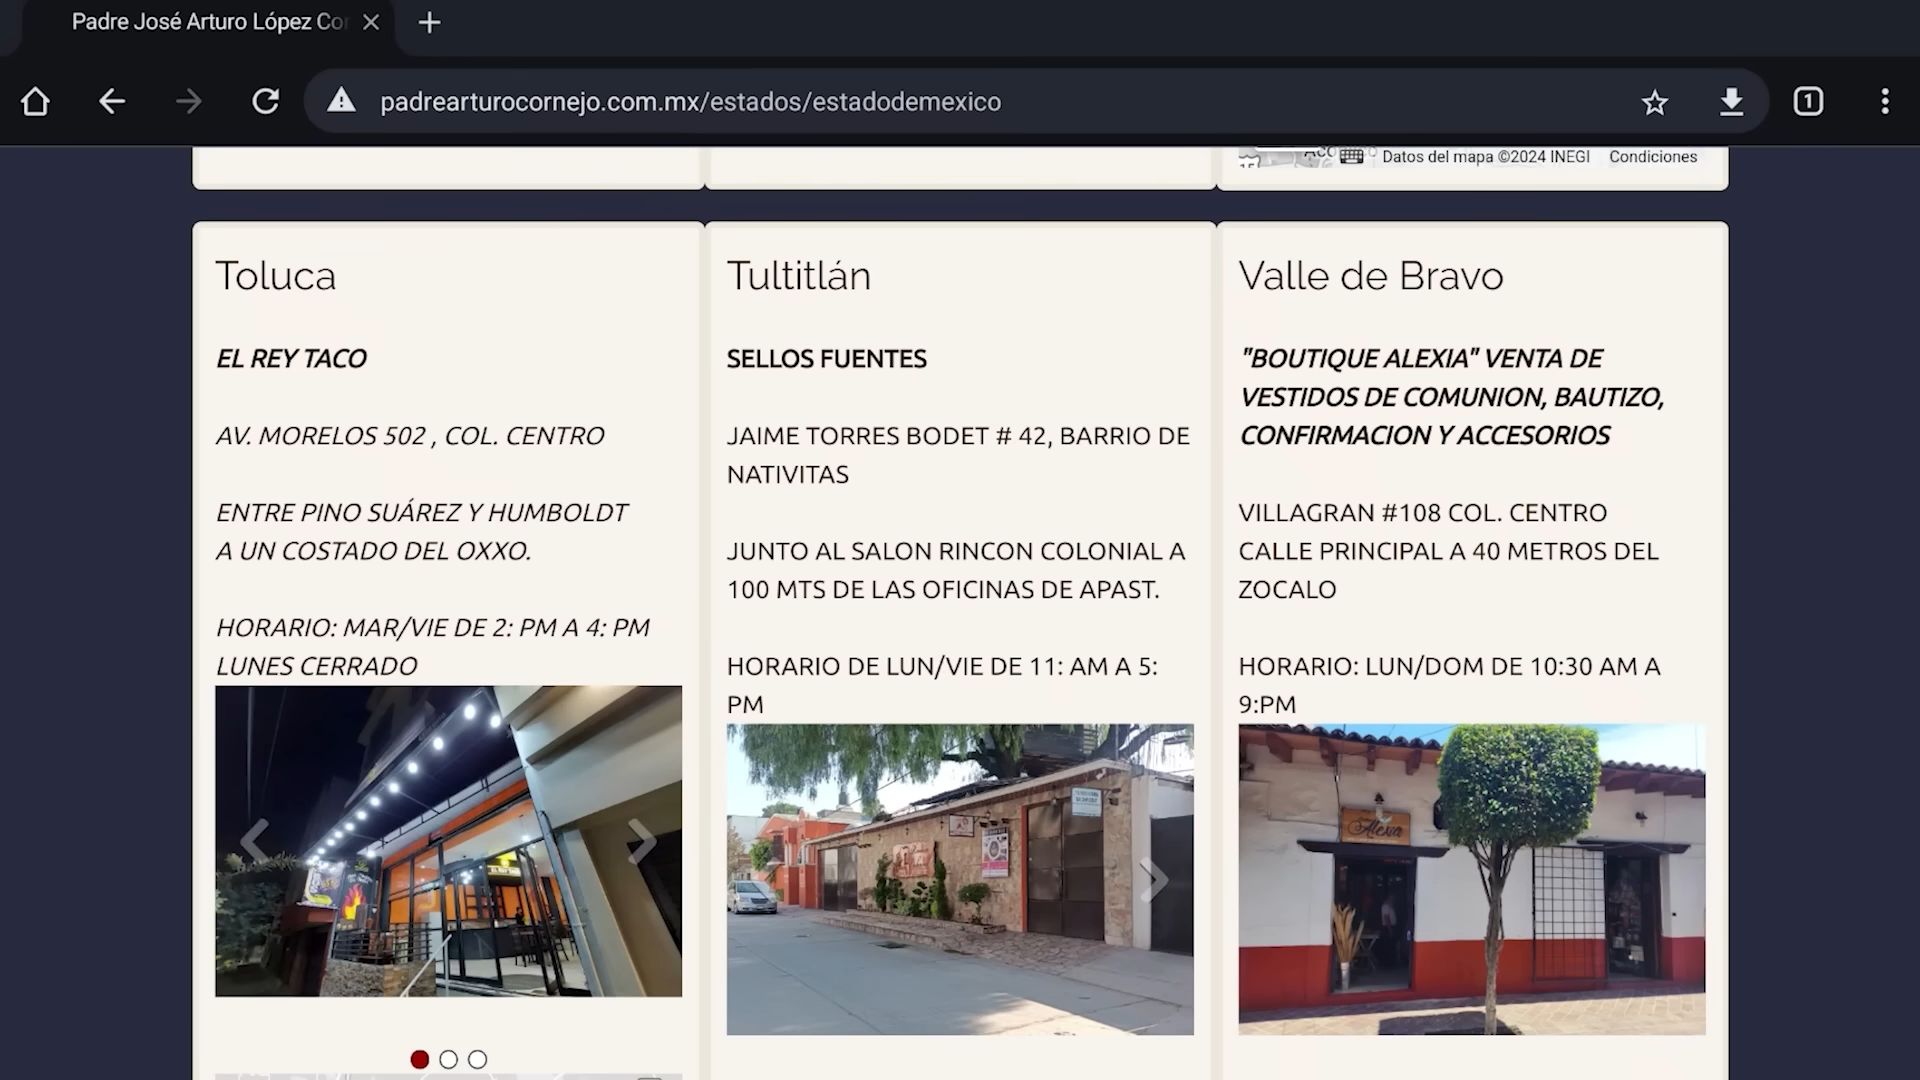 Padre José Arturo López Cor
padrearturocornejo.com.mx/estados/estadodemexico
1
Datos del mapa ©2024 INEGI Condiciones
Toluca
EL REY TACO
AV. MORELOS 502 , COL. CENTRO
ENTRE PINO SUÁREZ Y HUMBOLDT
A UN COSTADO DEL OXXO.
HORARIO: MAR/VIE DE 2: PM A 4: PM
LUNES CERRADO
Tultitlán
SELLOS FUENTES
JAIME TORRES BODET # 42, BARRIO DE
NATIVITAS
JUNTO AL SALON RINCON COLONIAL A
100 MTS DE LAS OFICINAS DE APAST.
HORARIO DE LUN/VIE DE 11: AM A 5:
PM
Valle de Bravo
"BOUTIQUE ALEXIA" VENTA DE
VESTIDOS DE COMUNION, BAUTIZO,
CONFIRMACION Y ACCESORIOS
VILLAGRAN #108 COL. CENTRO
CALLE PRINCIPAL A 40 METROS DEL
ZOCALO
HORARIO: LUN/DOM DE 10:30 AM A
9:PM
Alexia